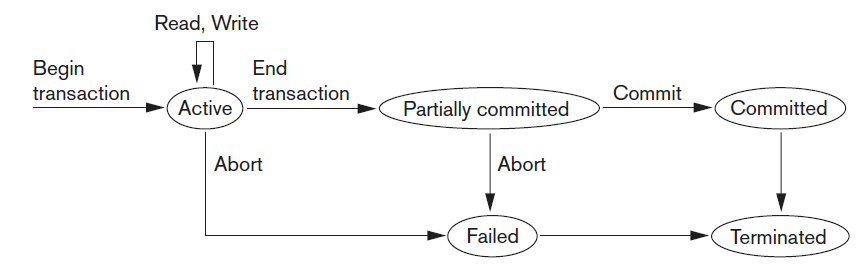 Read, Write
Begin
transaction
End
transaction
Active
Partially committed
Commit
Committed
Abort
Abort
Failed
Terminated